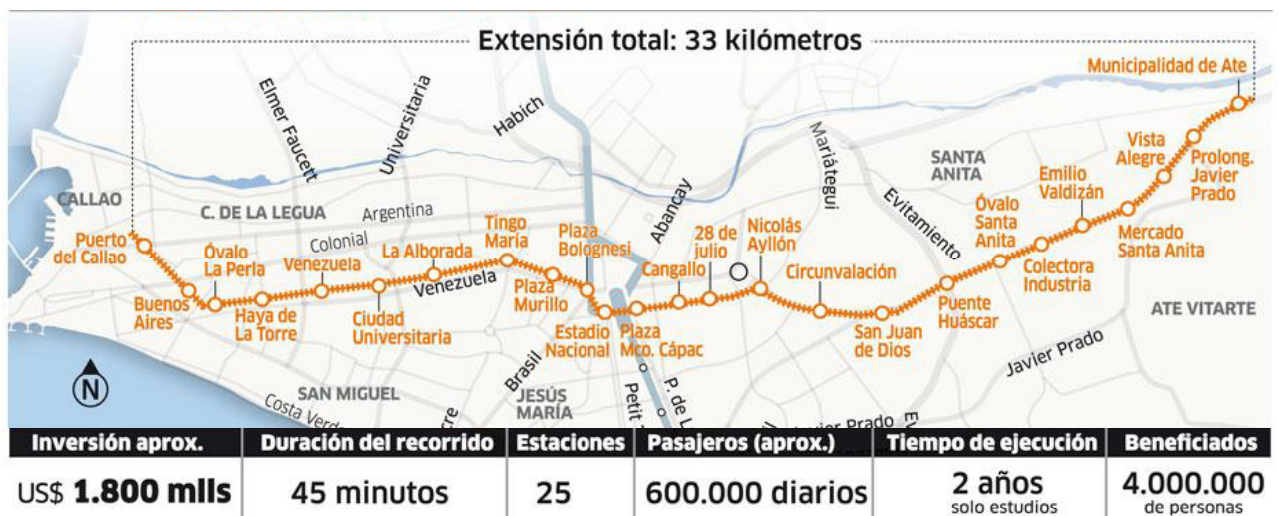 Extensión total: 33 kilómetros
Municipalidad de Ate
Elmer Faucett
Universitaria
Habich
Mariátegui
Vista
Alegre
Prolong.
Javier
Prado
SANTA
ANITA
Emilio
Valdizán
CALLAO
C. DE LA LEGUA
Argentina
Colonial
Abancay
Evitamiento
Óvalo
Santa
Anita
Puerto
del Callao
Óvalo
La Perla
Venezuela
La Alborada
Tingo
María
Plaza
Bolognesi
28 de
julio
Nicolás
Ayllón
Cangallo
Circunvalación
Mercado
Santa Anita
Colectora
Industria
Venezuela
Buenos
Aires
Haya de
La Torre
Ciudad
Universitaria
Plaza
Murillo
Estadio
Nacional
Plaza
Mco. Cápac
San Juan
de Dios
Puente
Huáscar
ATE VITARTE
Javier Prado
SAN MIGUEL
Brasil
JESÚS
MARÍA
Petit
P. de L
Costa Verd
cre
Javier Prado
N
Inversión aprox.
US$ 1.800 mlls
Duración del recorrido
45 minutos
Estaciones
25
Pasajeros (aprox.)
600.000 diarios
Tiempo de ejecución
2 años
solo estudios
Beneficiados
4.000.000
de personas